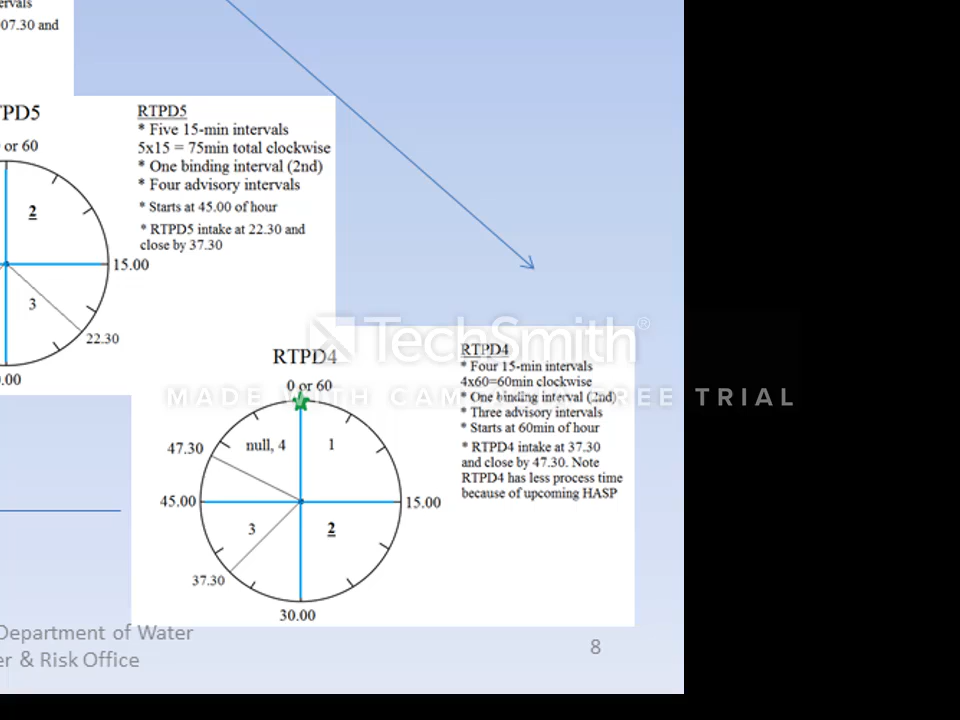 ervals
07.30 and
PD5
or 60
2
15.00
3
22.30
0.00
RTPD5
* Five 15-min intervals
5x15 = 75min total clockwise
* One binding interval (2nd)
* Four advisory intervals
* Starts at 45.00 of hour
* RTPD5 intake at 22.30 and
close by 37.30
TechSmith®
MADE WITH CAMTASIA FREE TRIAL
RTPD4
0 or 60
47.30
null, 4
1
45.00
15.00
3
2
37.30
30.00
RTPD4
* Four 15-min intervals
4x60=60min clockwise
* One binding interval (2nd)
* Three advisory intervals
* Starts at 60min of hour
* RTPD4 intake at 37.30
and close by 47.30. Note
RTPD4 has less process time
because of upcoming HASP
Department of Water
er & Risk Office
8